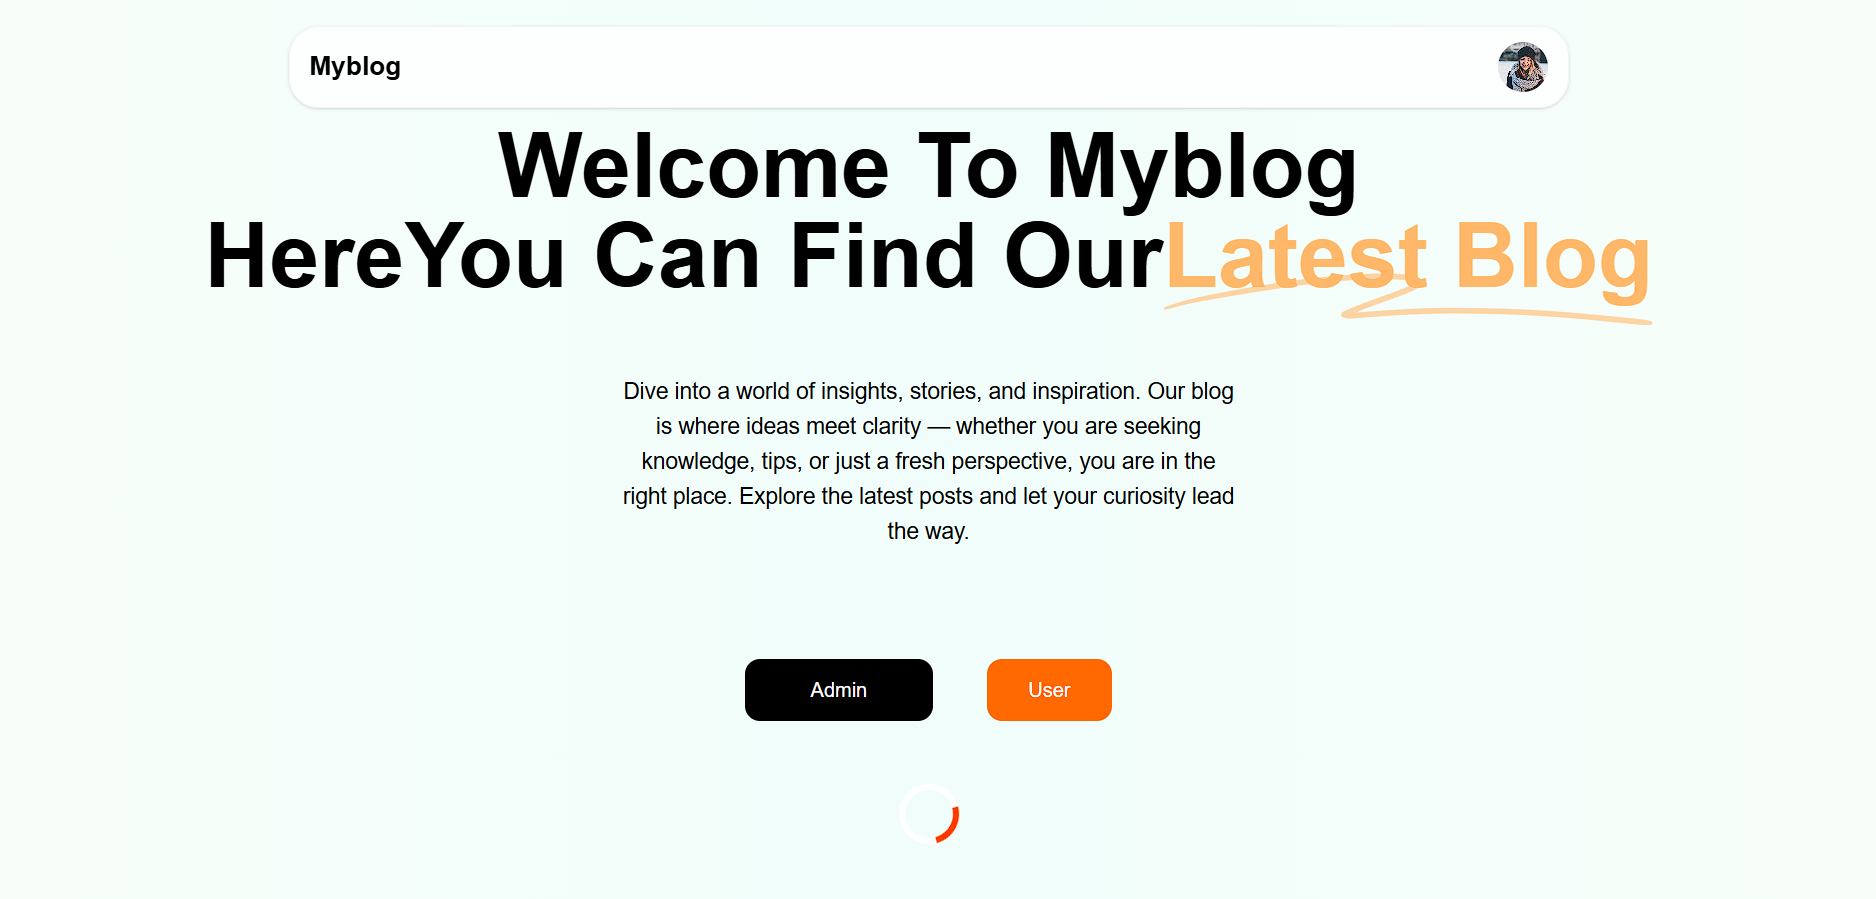 Myblog
Welcome To Myblog
HereYou Can Find OurLatest Blog
Dive into a world of insights, stories, and inspiration. Our blog
is where ideas meet clarity — whether you are seeking
knowledge, tips, or just a fresh perspective, you are in the
right place. Explore the latest posts and let your curiosity lead
the way.
Admin
User